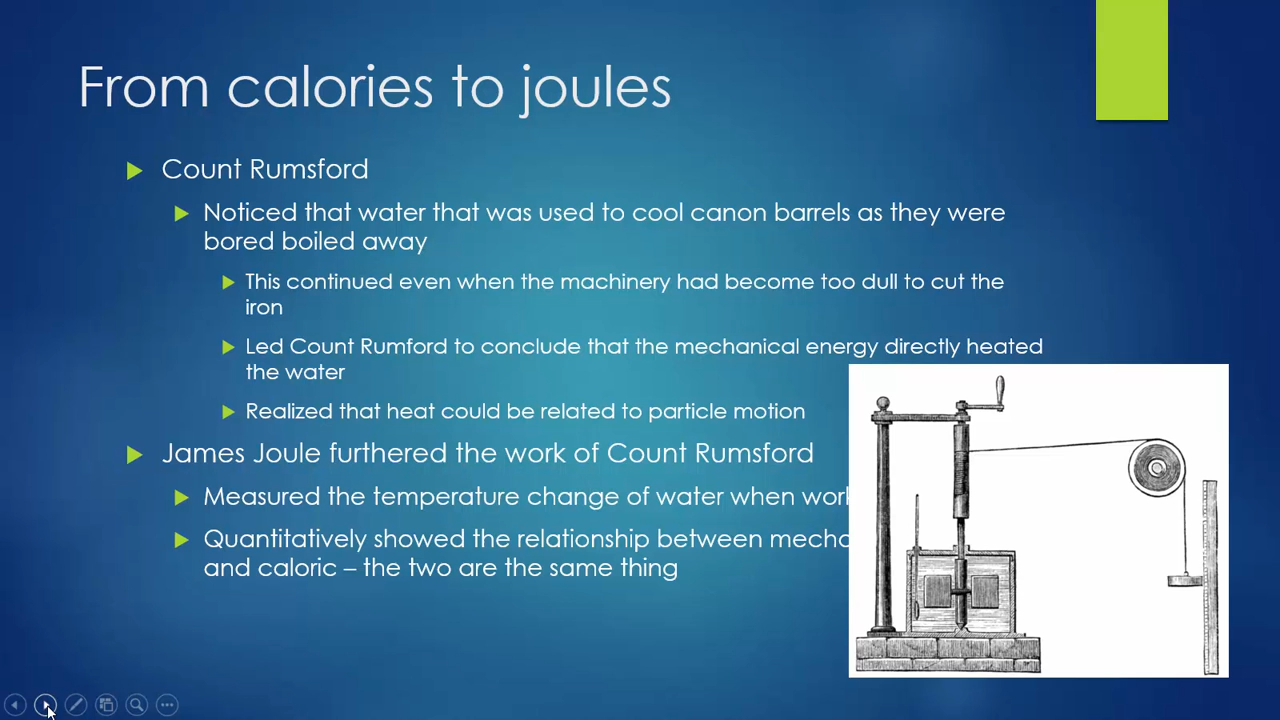 From calories to joules
Count Rumsford
Noticed that water that was used to cool canon barrels as they were
bored boiled away
This continued even when the machinery had become too dull to cut the
iron
Led Count Rumford to conclude that the mechanical energy directly heated
the water
Realized that heat could be related to particle motion
James Joule furthered the work of Count Rumsford
Measured the temperature change of water when
Quantitatively showed the relationship between
and caloric – the two are the same thing